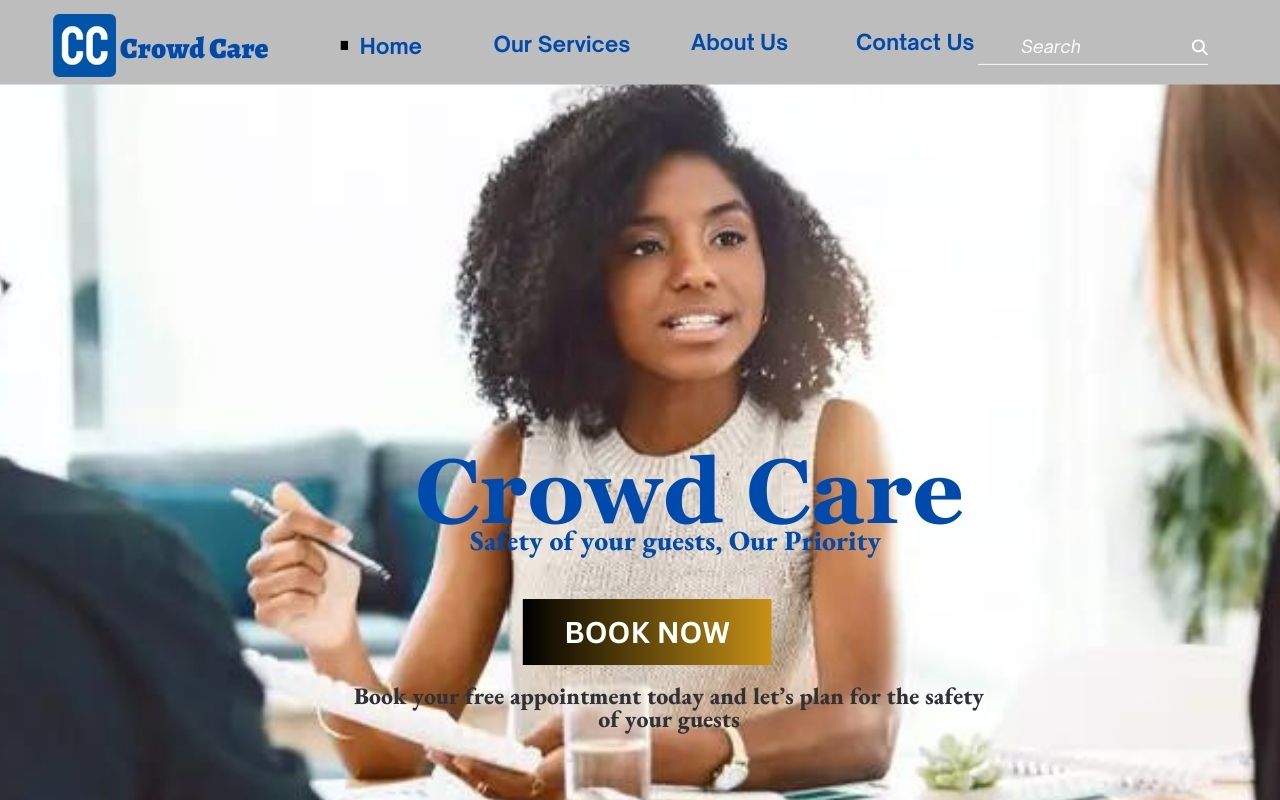 CC Crowd Care
Home
Our Services
About Us
Contact Us
Search
Crowd Care
Safety of your guests, Our Priority
BOOK NOW
Book your free appointment today and let’s plan for the safety
of your guests